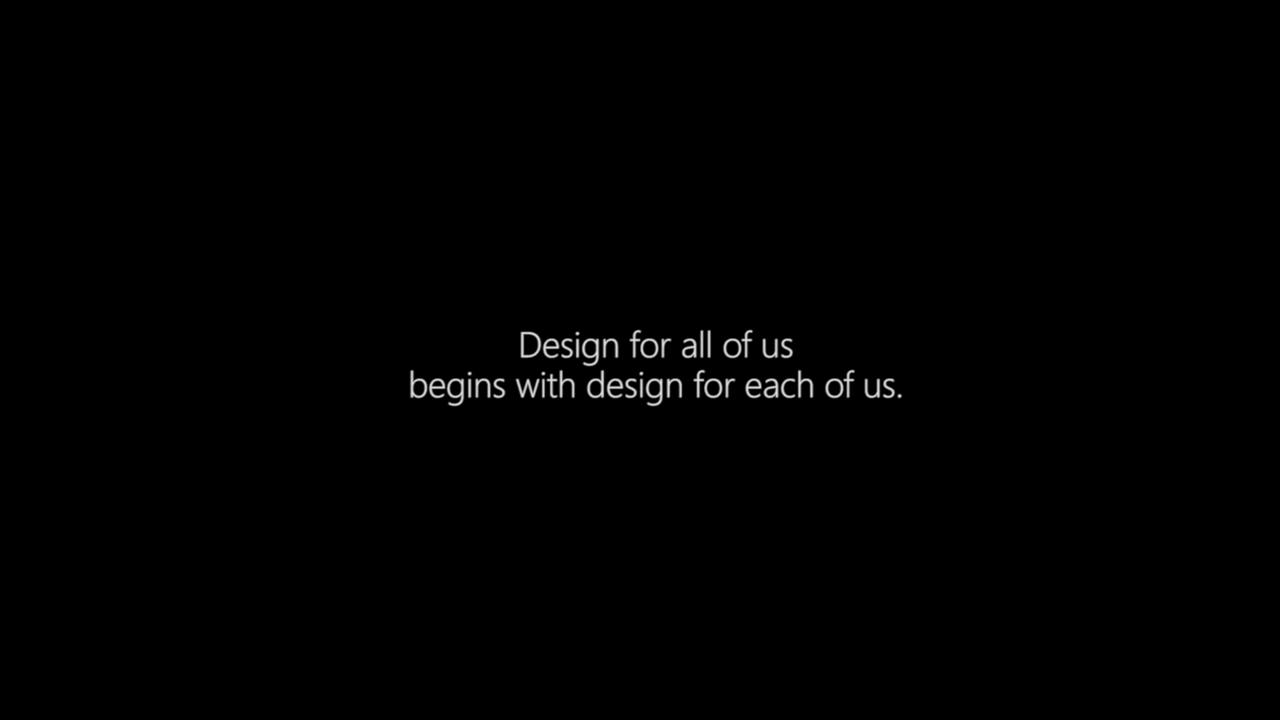 Design for all of us
begins with design for each of us.